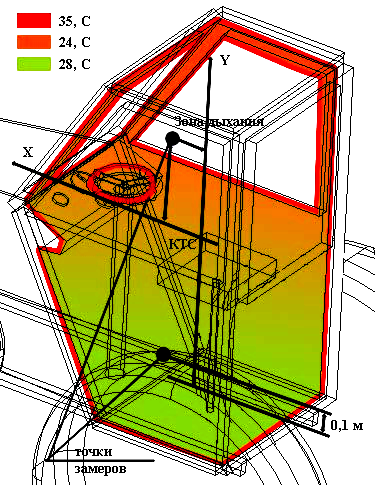 35, С
24, С
28, С
Y
Зона дыхания
X
КТС
0,1 м
точки
замеров